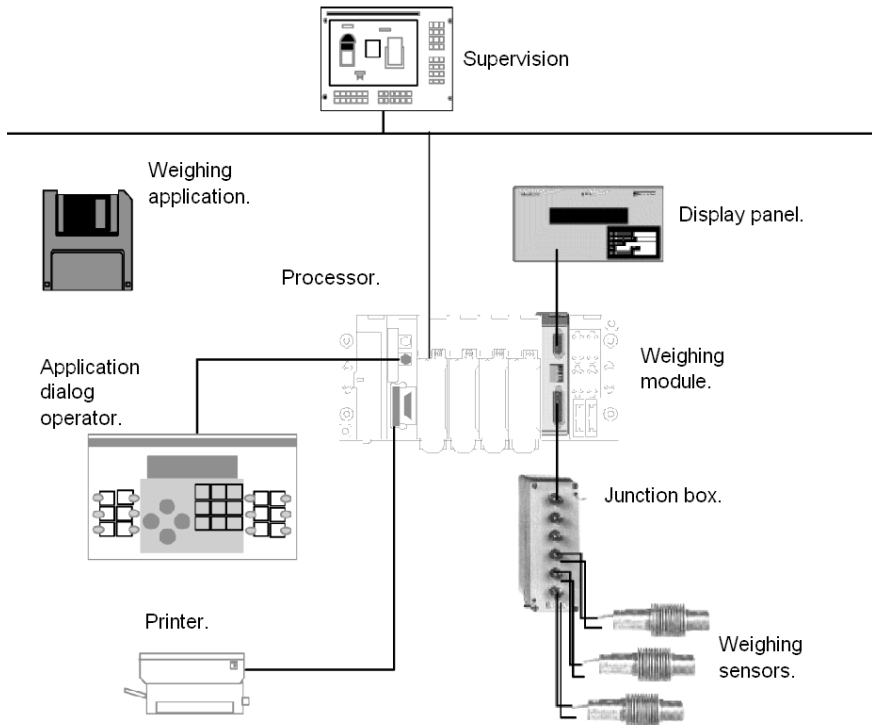 Supervision
Weighing
application.
Display panel.
Processor.
Weighing
module.
Application
dialog
operator.
Junction box.
Printer.
Weighing
sensors.